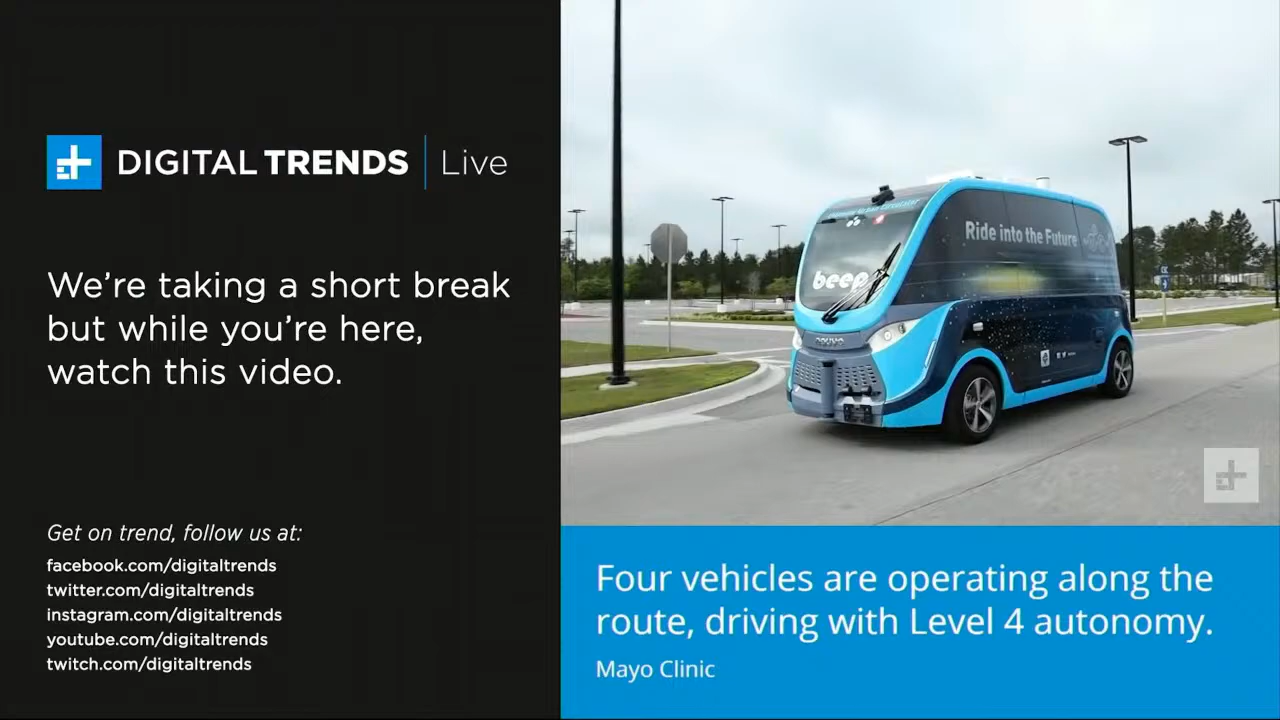 DIGITAL TRENDS Live
We're taking a short break
but while you're here,
watch this video.
Get on trend, follow us at:
facebook.com/digitaltrends
twitter.com/digitaltrends
instagram.com/digitaltrends
youtube.com/digitaltrends
twitch.com/digitaltrends
Ride into the Future
beep
Four vehicles are operating along the
route, driving with Level 4 autonomy.
Mayo Clinic